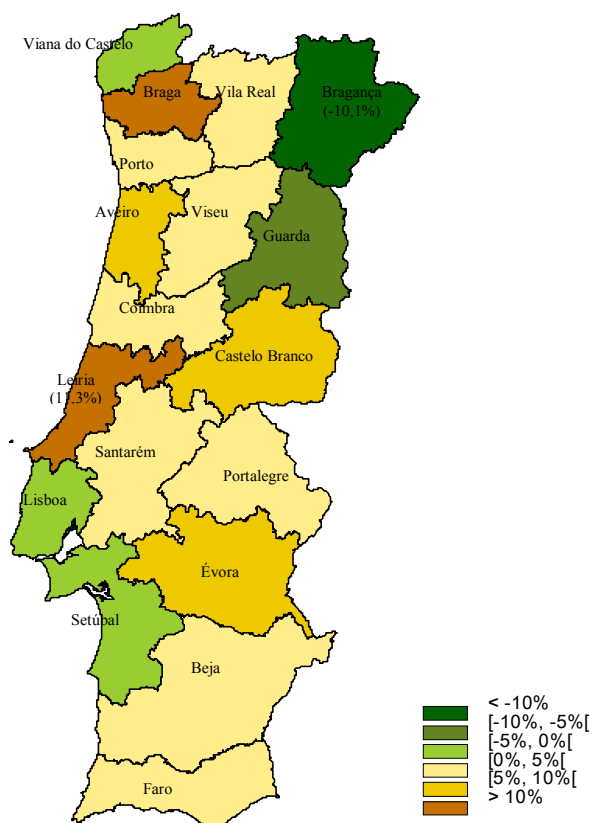 Viana do Castelo
Braga
Vila Real
Bragança
(-10,1%)
Porto
Aveiro
Viseu
Guarda
Coimbra
Castelo Branco
Leiria
(11,3%)
Santarém
Portalegre
Lisboa
Évora
Setúbal
Beja
Faro
< -10%
[-10%, -5%[
[-5%, 0%[
[0%, 5%[
[5%, 10%[
> 10%